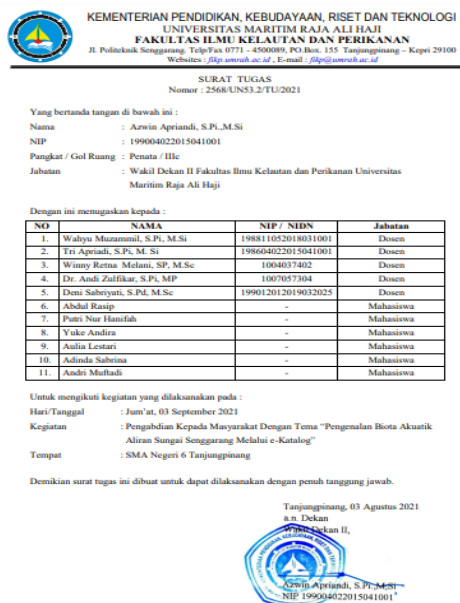 KEMENTERIAN PENDIDIKAN, KEBUDAYAAN, RISET DAN TEKNOLOGI
UNIVERSITAS MARITIM RAJA ALI HAJI
FAKULTAS ILMU KELAUTAN DAN PERIKANAN
Jl. Politeknik Senggarang, Telp/Fax 0771 - 4500089, PO.Box. 155 Tanjungpinang – Kepri 29100
Websites : fikp.umrah.ac.id , E-mail : fikp@umrah.ac.id
SURAT TUGAS
Nomor : 2568/UN53.2/TU/2021
Yang bertanda tangan di bawah ini :
Nama : Azwin Apriandi, S.Pi.,M.Si
NIP : 199004022015041001
Pangkat / Gol Ruang : Penata / IIIc
Jabatan : Wakil Dekan II Fakultas Ilmu Kelautan dan Perikanan Universitas
Maritim Raja Ali Haji
Dengan ini menugaskan kepada :
NO NAMA NIP / NIDN Jabatan
1. Wahyu Muzammil, S.Pi, M.Si 198811052018031001 Dosen
2. Tri Apriadi, S.Pi, M. Si 198604022015041001 Dosen
3. Winny Retna Melani, SP, M.Sc 1004037402 Dosen
4. Dr. Andi Zulfikar, S.Pi, MP 1007057304 Dosen
5. Deni Sabriyati, S.Pd, M.Sc 199012012019032025 Dosen
6. Abdul Rasip - Mahasiswa
7. Putri Nur Hanifah - Mahasiswa
8. Yuke Andira - Mahasiswa
9. Aulia Lestari - Mahasiswa
10. Adinda Sabrina - Mahasiswa
11. Andri Muftadi - Mahasiswa
Untuk mengikuti kegiatan yang dilaksanakan pada :
Hari/Tanggal : Jum'at, 03 September 2021
Kegiatan : Pengabdian Kepada Masyarakat Dengan Tema “Pengenalan Biota Akuatik
Aliran Sungai Senggarang Melalui e-Katalog”
Tempat : SMA Negeri 6 Tanjungpinang
Demikian surat tugas ini dibuat untuk dapat dilaksanakan dengan penuh tanggung jawab.
Tanjungpinang, 03 Agustus 2021
a.n. Dekan
Wakil Dekan II,
Azwin Apriandi, S.Pi.,M.Si
NIP 199004022015041001